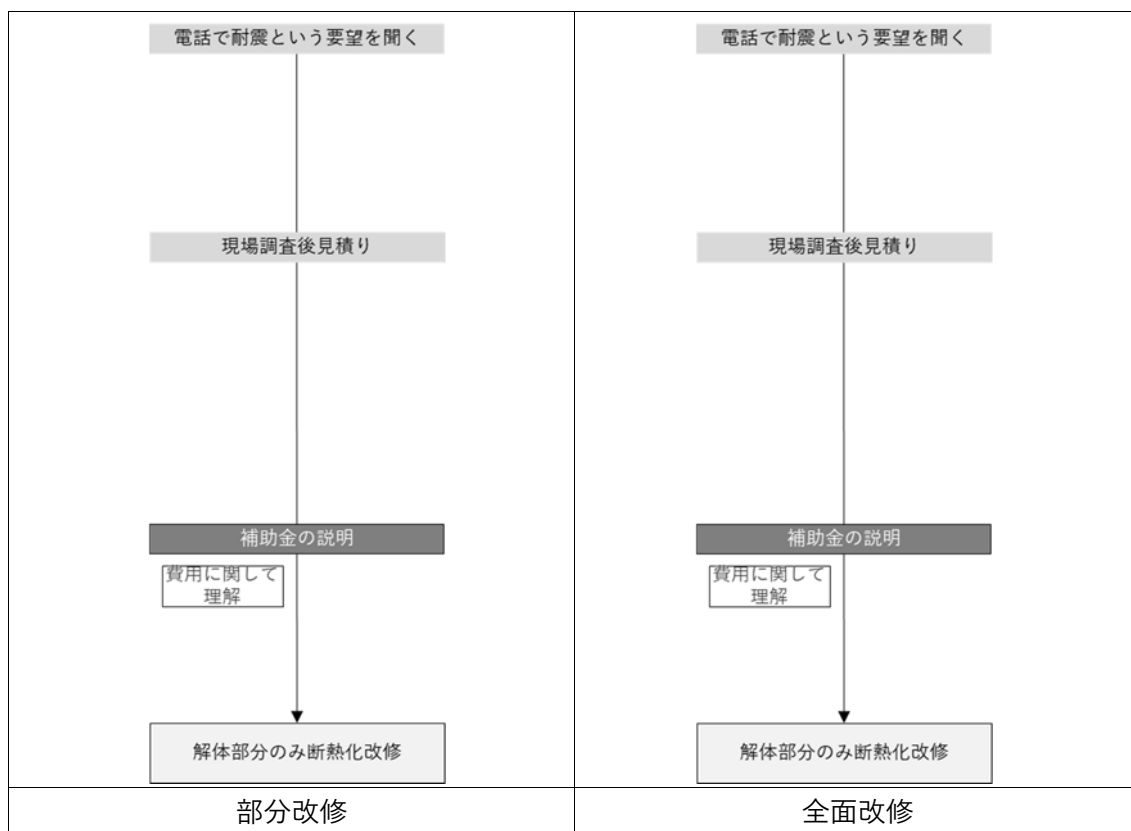 電話で耐震という要望を聞く
現場調査後見積り
補助金の説明
費用に関して
理解
解体部分のみ断熱化改修
部分改修
電話で耐震という要望を聞く
現場調査後見積り
補助金の説明
費用に関して
理解
解体部分のみ断熱化改修
全面改修